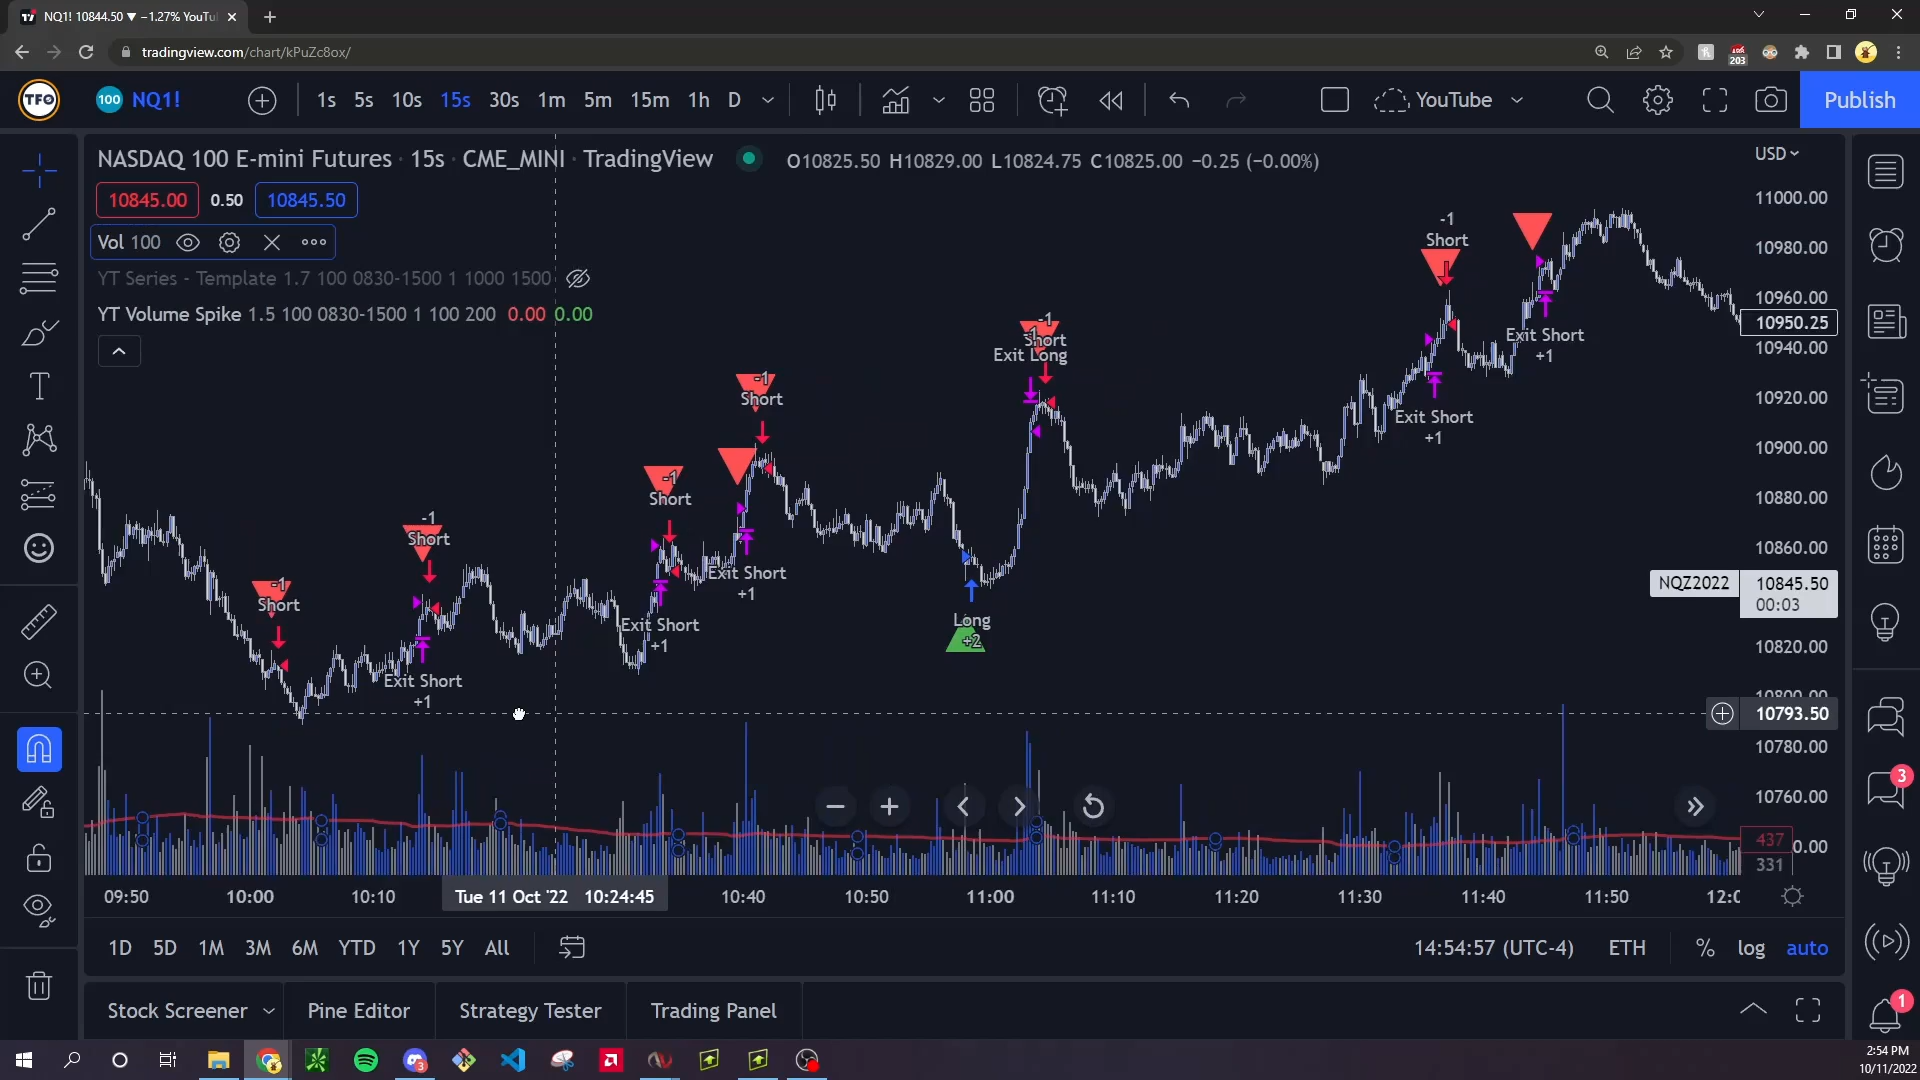 NQ1! 10844.50 ▼ −1.27% YouTu
tradingview.com/chart/kPuZc8ox/
203
TFO
100 NQ1!
1s 5s 10s 15s 30s 1m 5m 15m 1h D
YouTube
Publish
NASDAQ 100 E-mini Futures · 15s · CME_MINI · TradingView
O10825.50 H10829.00 L10824.75 C10825.00 −0.25 (−0.00%)
USD
10845.00 0.50 10845.50
Vol 100
YT Series - Template 1.7 100 0830-1500 1 1000 1500
YT Volume Spike 1.5 100 0830-1500 1 100 200 0.00 0.00
11000.00
10980.00
10960.00
10950.25
10940.00
10920.00
10900.00
10880.00
10860.00
NQZ2022 10845.50
00:03
10820.00
10800.00
10793.50
10780.00
10760.00
437
0.00
331
-1
Short
-1
Short
Exit Short
+1
-1
Short
Exit Short
+1
-1
Short
Exit Short
+1
Long
+2
-1
Short
-1
Exit Long
-1
Short
Exit Short
+1
Exit Short
+1
09:50 10:00 10:10 Tue 11 Oct '22 10:24:45 10:40 10:50 11:00 11:10 11:20 11:30 11:40 11:50 12:0
1D 5D 1M 3M 6M YTD 1Y 5Y All
14:54:57 (UTC-4) ETH % log auto
Stock Screener Pine Editor Strategy Tester Trading Panel
3
1
3
2:54 PM
10/11/2022